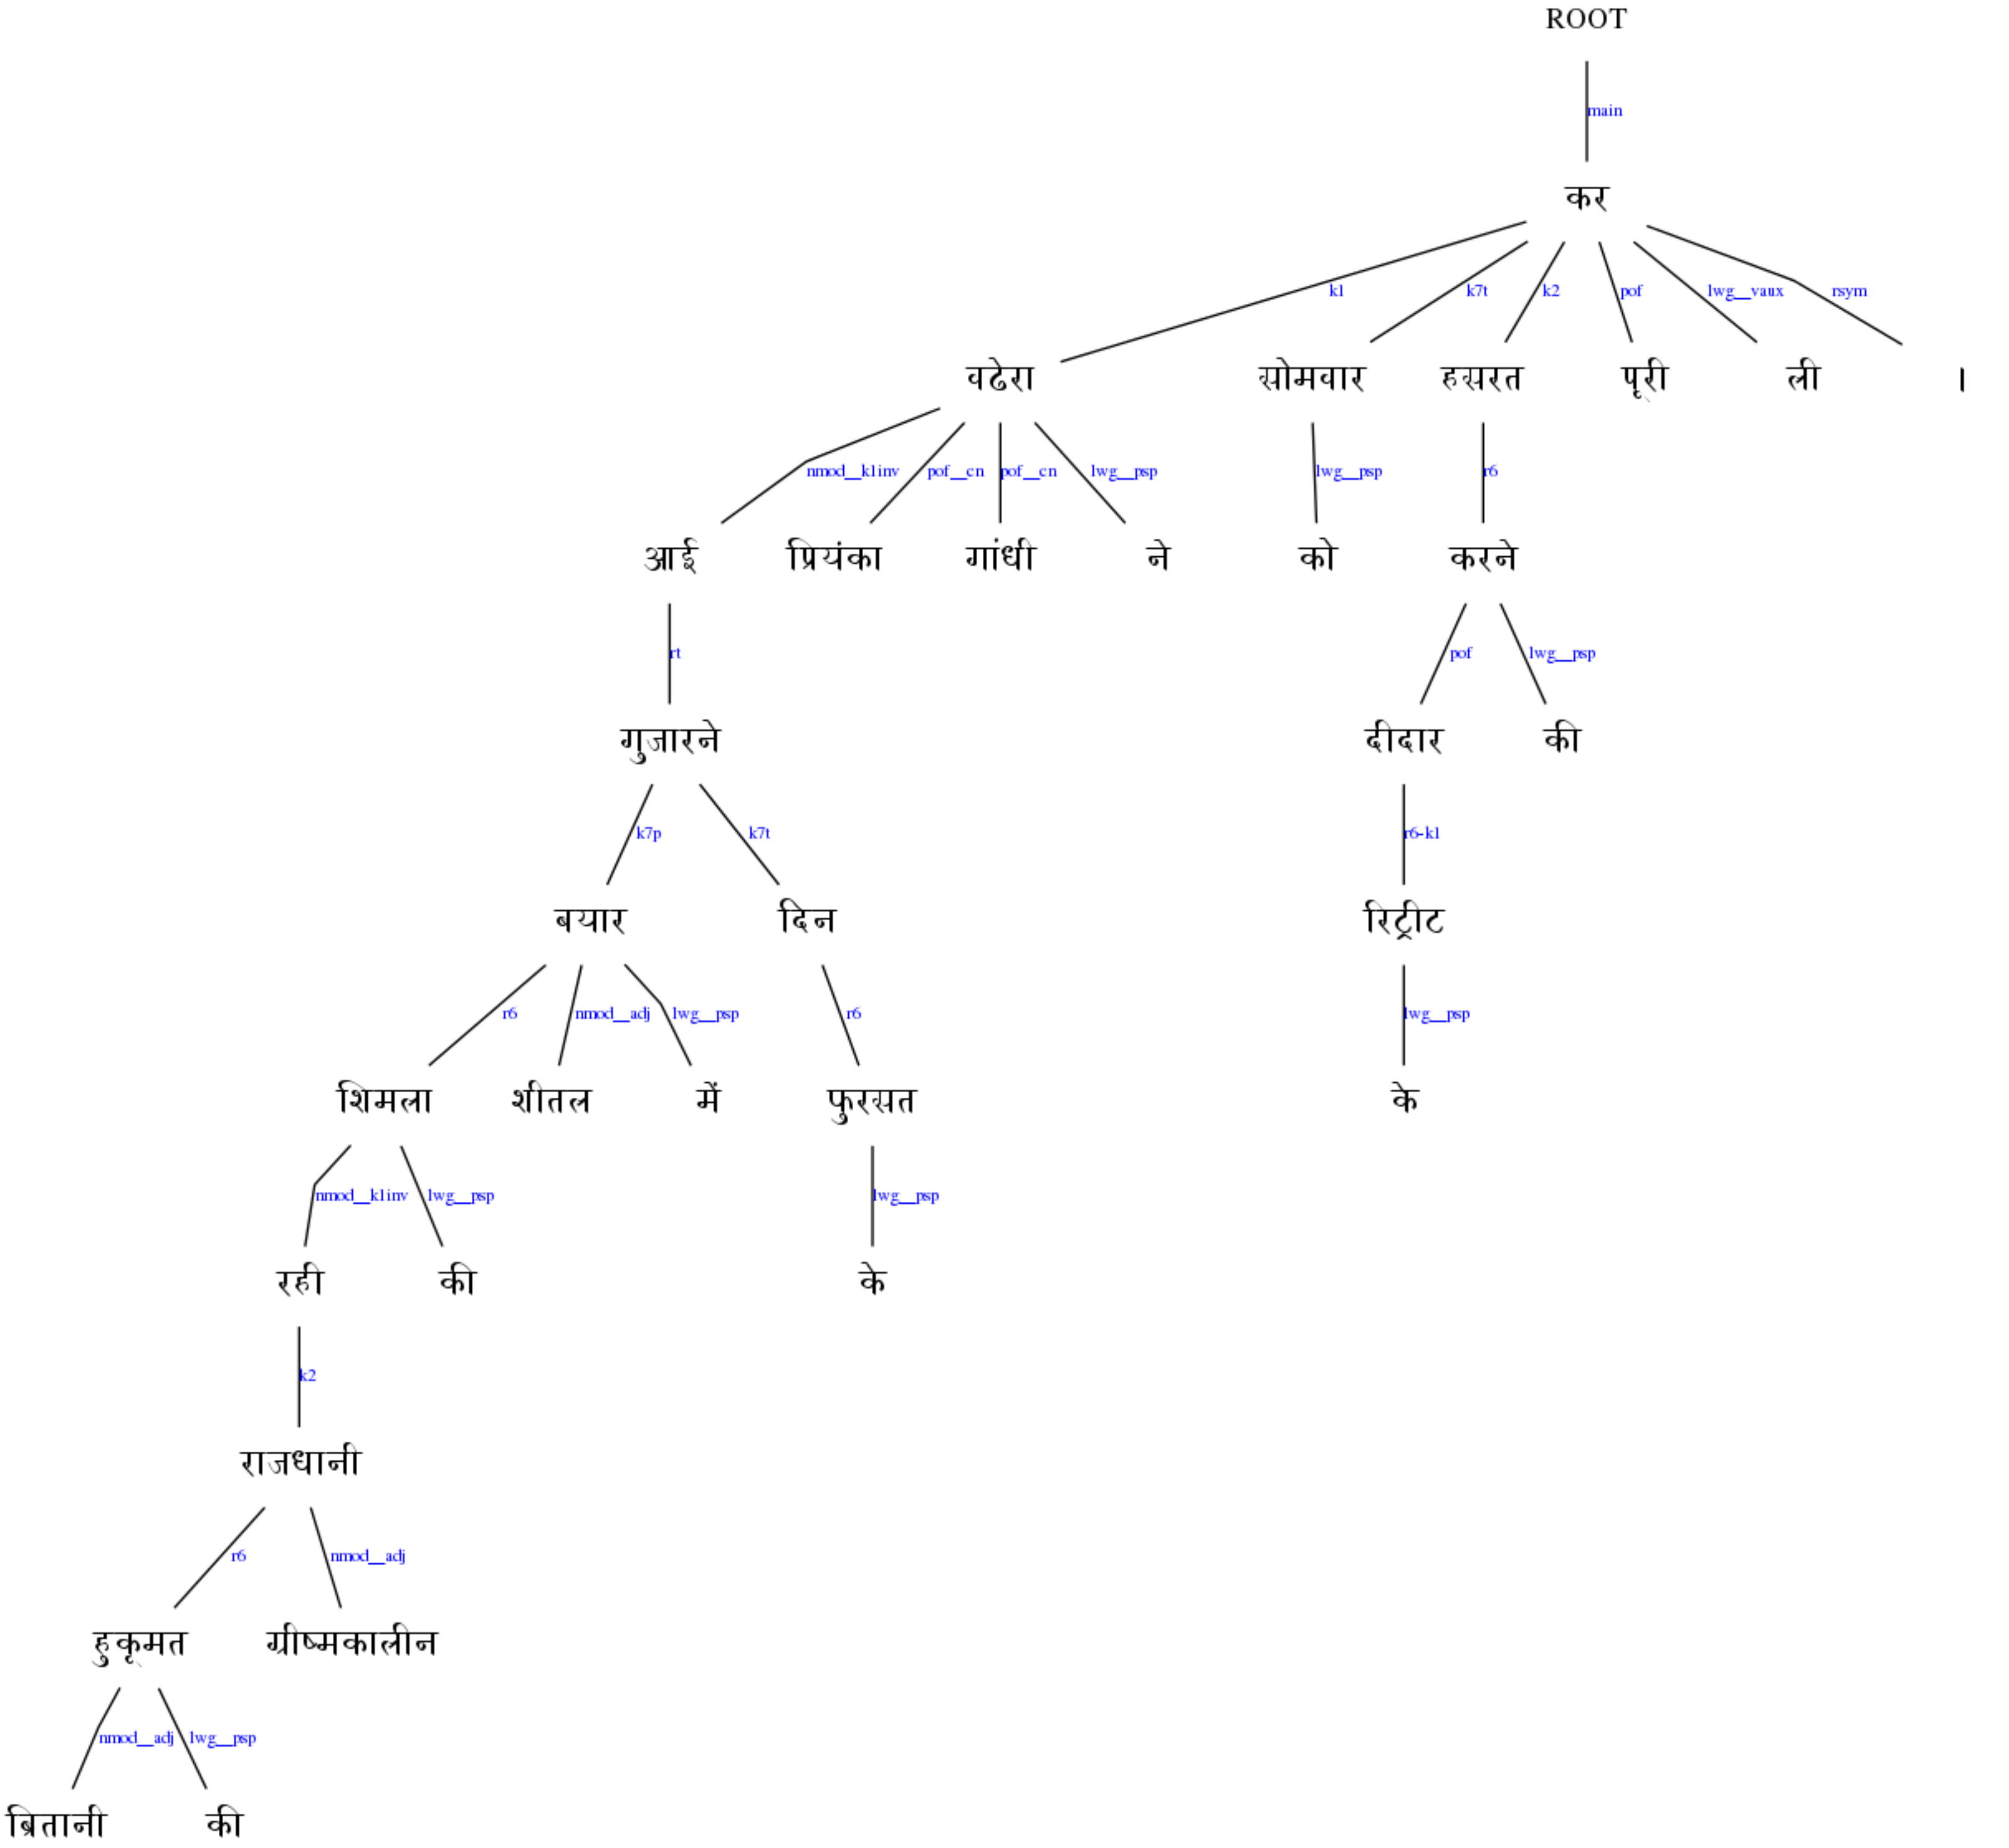 ROOT
main
कर
k1 k7t k2 pof lwg__vaux rsym
वढेरा सोमवार हसरत पूरी ली ।
nmod__k1inv pof__cn pof__cn lwg__psp lwg__psp r6
आई प्रियंका गांधी ने को करने
rt pof lwg__psp
गुजारने दीदार की
k7p k7t r6-k1
बयार दिन रिट्रीट
r6 nmod__adj lwg__psp r6 lwg__psp
शिमला शीतल में फुरसत के
nmod__k1inv lwg__psp lwg__psp
रही की के
k2
राजधानी
r6 nmod__adj
हुकूमत ग्रीष्मकालीन
nmod__adj lwg__psp
ब्रितानी की